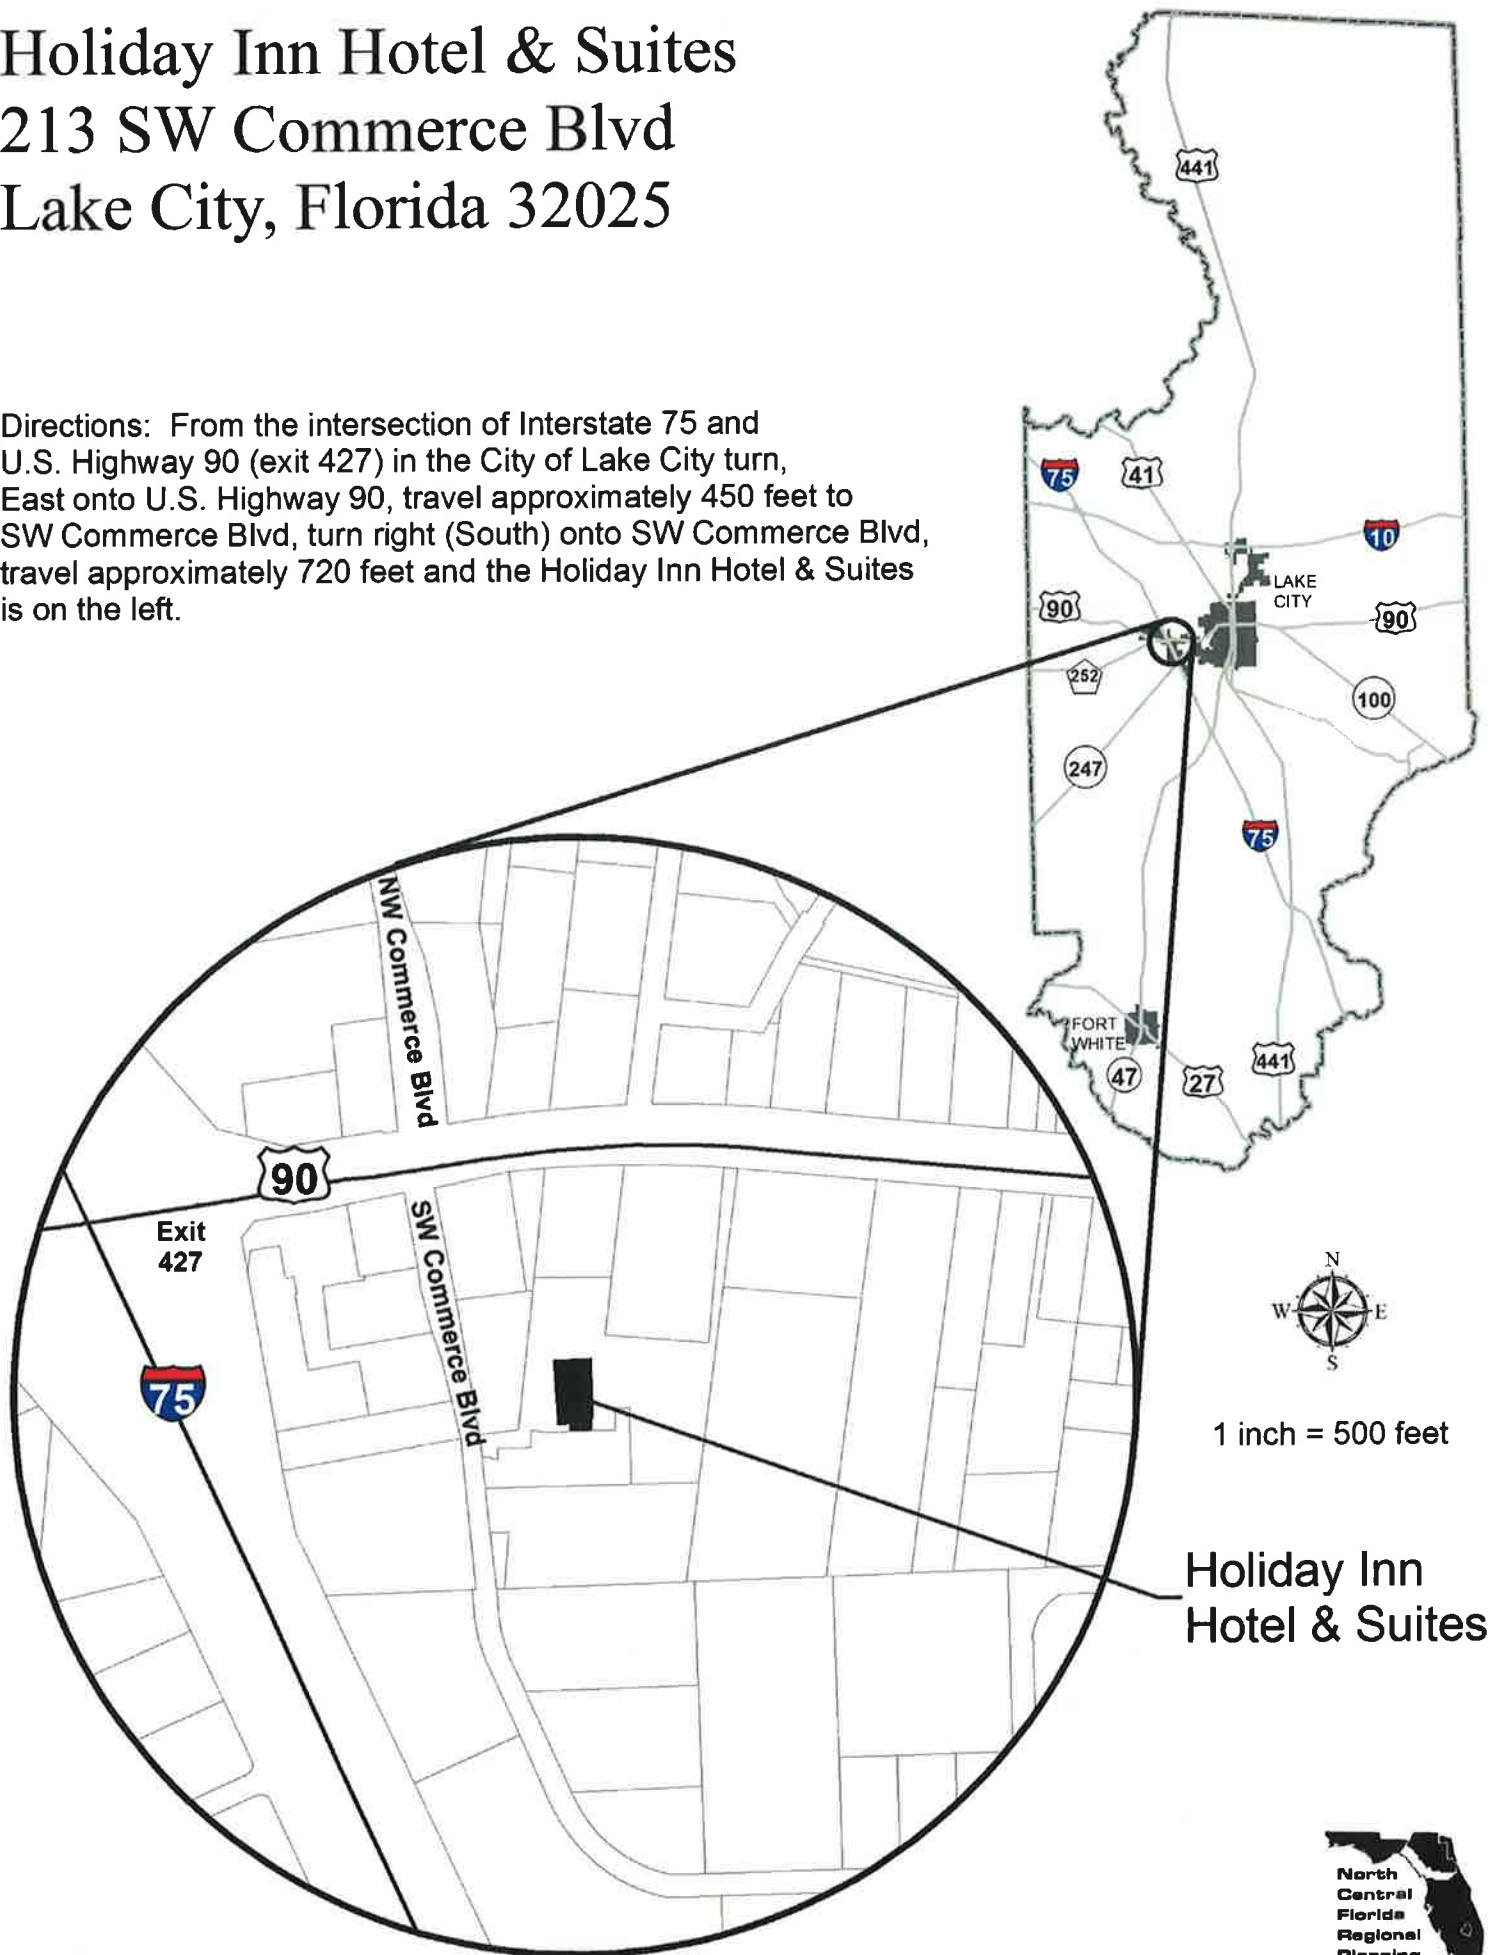 Holiday Inn Hotel & Suites
213 SW Commerce Blvd
Lake City, Florida 32025
Directions: From the intersection of Interstate 75 and
U.S. Highway 90 (exit 427) in the City of Lake City turn,
East onto U.S. Highway 90, travel approximately 450 feet to
SW Commerce Blvd, turn right (South) onto SW Commerce Blvd,
travel approximately 720 feet and the Holiday Inn Hotel & Suites
is on the left.
441
75
41
10
LAKE
CITY
90
90
252
100
247
75
FORT
WHITE
47
27
441
NW Commerce Blvd
90
Exit
427
SW Commerce Blvd
75
N
W
E
S
1 inch = 500 feet
Holiday Inn
Hotel & Suites
North
Central
Florida
Regional
Planning